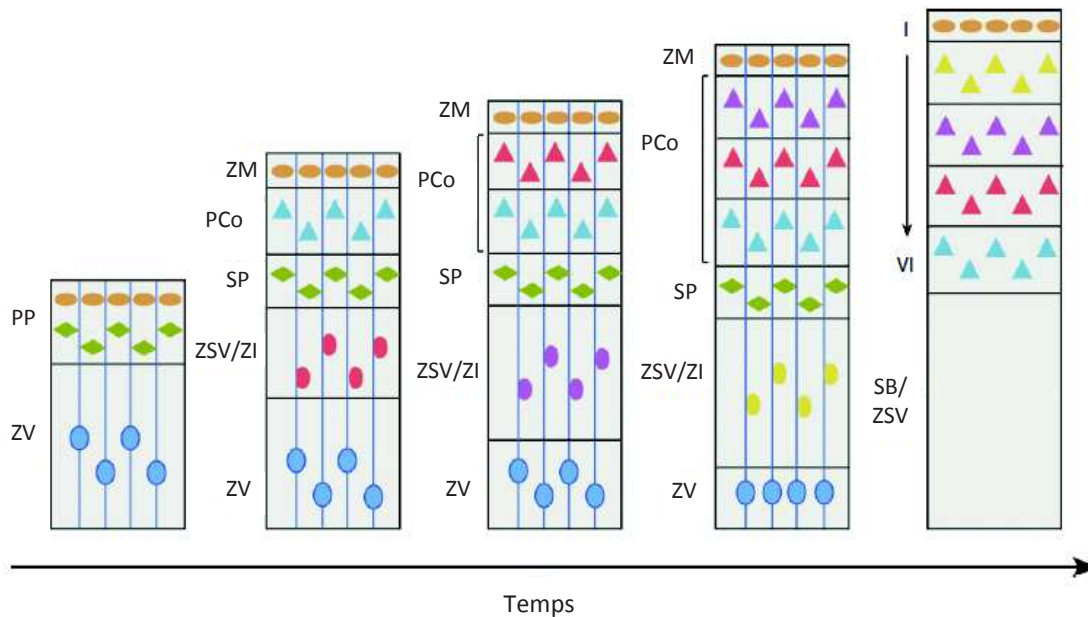 PP
ZV
ZM
PCo
SP
ZSV/ZI
ZV
ZM
PCo
SP
ZSV/ZI
ZV
ZM
PCo
SP
ZSV/ZI
ZV
I
VI
SB/
ZSV
Temps